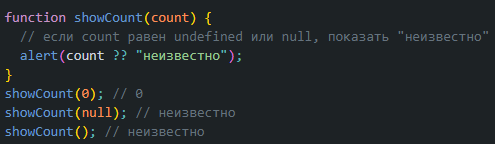 function showCount(count) {
  // если count равен undefined или null, показать "неизвестно"
  alert(count ?? "неизвестно");
}
showCount(0); // 0
showCount(null); // неизвестно
showCount(); // неизвестно